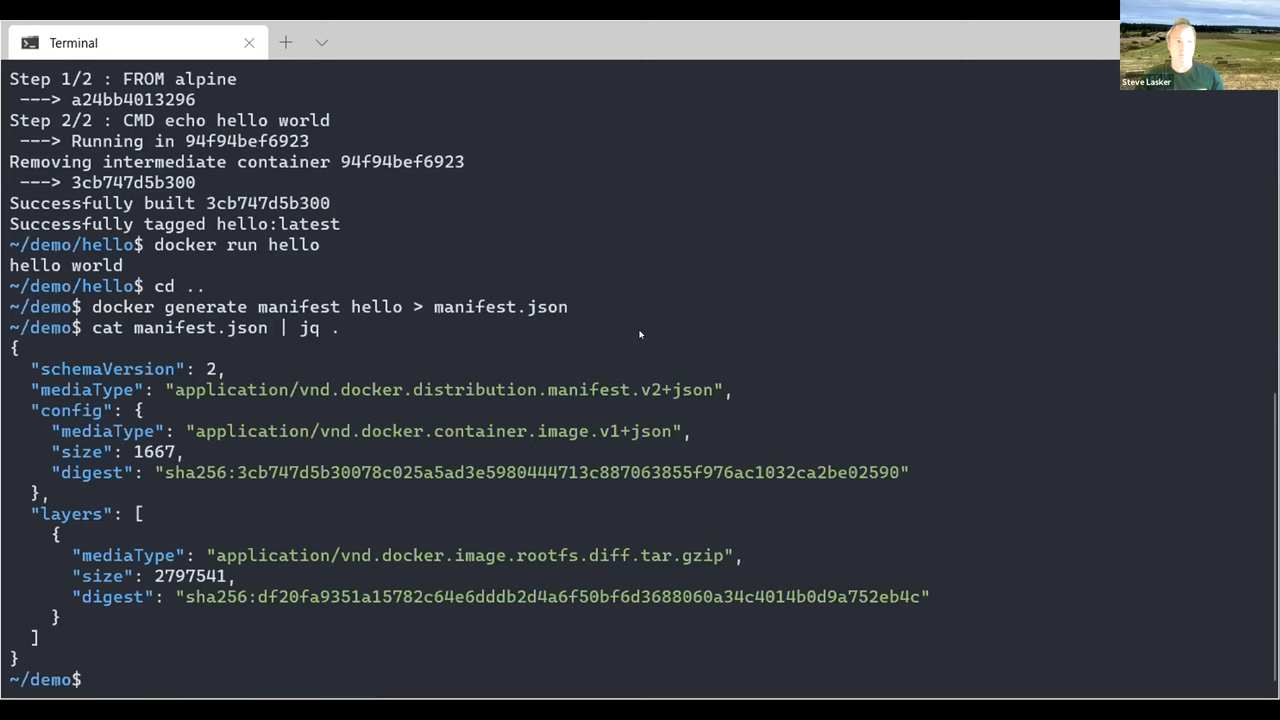 Terminal
Steve Lasker
Step 1/2 : FROM alpine
---> a24bb4013296
Step 2/2 : CMD echo hello world
---> Running in 94f94bef6923
Removing intermediate container 94f94bef6923
---> 3cb747d5b300
Successfully built 3cb747d5b300
Successfully tagged hello:latest
~/demo/hello$ docker run hello
hello world
~/demo/hello$ cd ..
~/demo$ docker generate manifest hello > manifest.json
~/demo$ cat manifest.json | jq .
{
  "schemaVersion": 2,
  "mediaType": "application/vnd.docker.distribution.manifest.v2+json",
  "config": {
    "mediaType": "application/vnd.docker.container.image.v1+json",
    "size": 1667,
    "digest": "sha256:3cb747d5b30078c025a5ad3e5980444713c887063855f976ac1032ca2be02590"
  },
  "layers": [
    {
      "mediaType": "application/vnd.docker.image.rootfs.diff.tar.gzip",
      "size": 2797541,
      "digest": "sha256:df20fa9351a15782c64e6dddb2d4a6f50bf6d3688060a34c4014b0d9a752eb4c"
    }
  ]
}
~/demo$